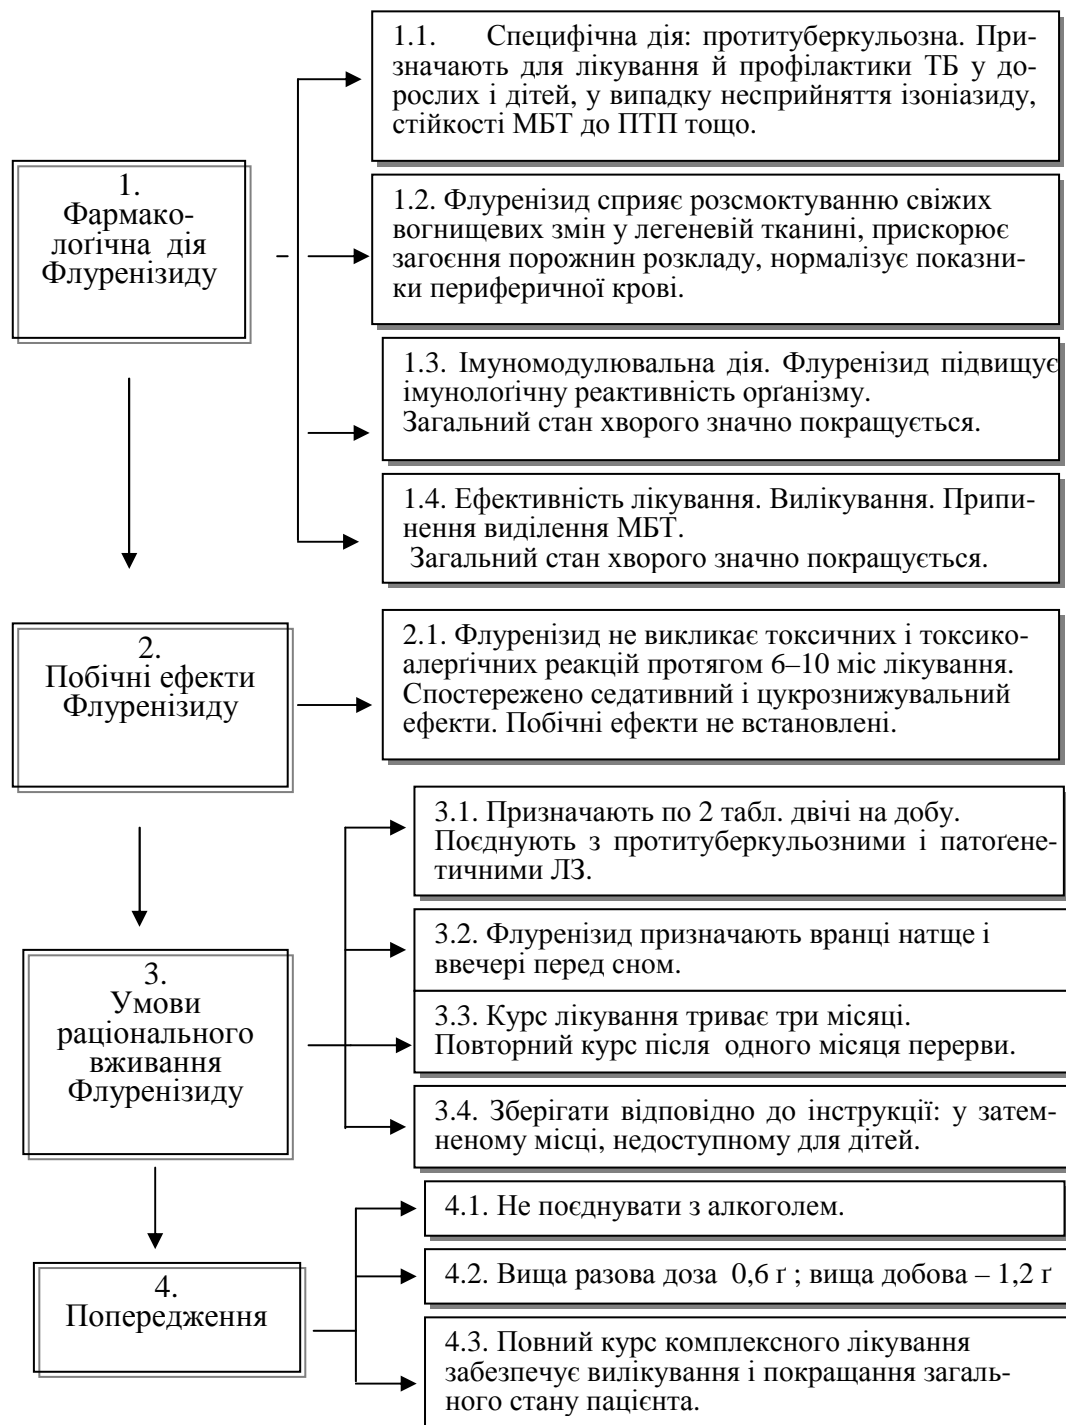 1.
Фармако-
лоґічна дія
Флуренізиду
1.1. Специфічна дія: протитуберкульозна. При-
значають для лікування й профілактики ТБ у до-
рослих і дітей, у випадку несприйняття ізоніазиду,
стійкості МБТ до ПТП тощо.
1.2. Флуренізид сприяє розсмоктуванню свіжих
вогнищевих змін у легеневій тканині, прискорює
загоєння порожнин розкладу, нормалізує показни-
ки периферичної крові.
1.3. Імуномодулювальна дія. Флуренізид підвищує
імунолоґічну реактивність орґанізму.
Загальний стан хворого значно покращується.
1.4. Ефективність лікування. Вилікування. Припи-
нення виділення МБТ.
Загальний стан хворого значно покращується.
2.
Побічні ефекти
Флуренізиду
2.1. Флуренізид не викликає токсичних і токсико-
алерґічних реакцій протягом 6–10 міс лікування.
Спостережено седативний і цукрознижувальний
ефекти. Побічні ефекти не встановлені.
3.
Умови
раціонального
вживання
Флуренізиду
3.1. Призначають по 2 табл. двічі на добу.
Поєднують з протитуберкульозними і патоґене-
тичними ЛЗ.
3.2. Флуренізид призначають вранці натще і
ввечері перед сном.
3.3. Курс лікування триває три місяці.
Повторний курс після одного місяця перерви.
3.4. Зберігати відповідно до інструкції: у затем-
неному місці, недоступному для дітей.
4.
Попередження
4.1. Не поєднувати з алкоголем.
4.2. Вища разова доза 0,6 ґ ; вища добова – 1,2 ґ
4.3. Повний курс комплексного лікування
забезпечує вилікування і покращання загаль-
ного стану пацієнта.